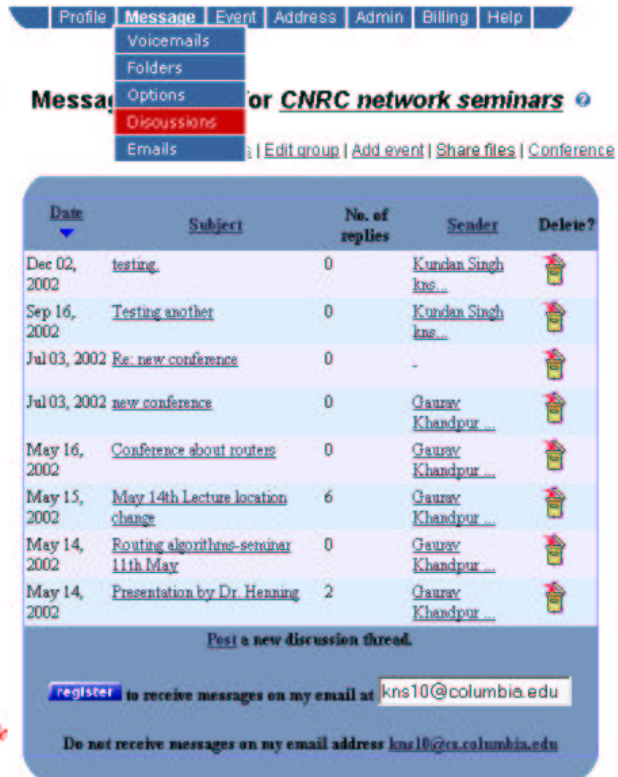 Profile Message Event Address Admin Billing Help
Voicemails
Folders
Options
Discussions
Emails
or CNRC network seminars
| Edit group | Add event | Share files | Conference
Date Subject No. of replies Sender Delete?
Dec 02, 2002 testing. 0 Kundan Singh kns...
Sep 16, 2002 Testing another 0 Kundan Singh kns...
Jul 03, 2002 Re: new conference 0 -
Jul 03, 2002 new conference 0 Gaurav Khandpur ...
May 16, 2002 Conference about routers 0 Gaurav Khandpur ...
May 15, 2002 May 14th Lecture location change 6 Gaurav Khandpur ...
May 14, 2002 Routing algorithms-seminar 11th May 0 Gaurav Khandpur ...
May 14, 2002 Presentation by Dr. Henning 2 Gaurav Khandpur ...
Post a new discussion thread.
register to receive messages on my email at kns10@columbia.edu
Do not receive messages on my email address kns10@cs.columbia.edu